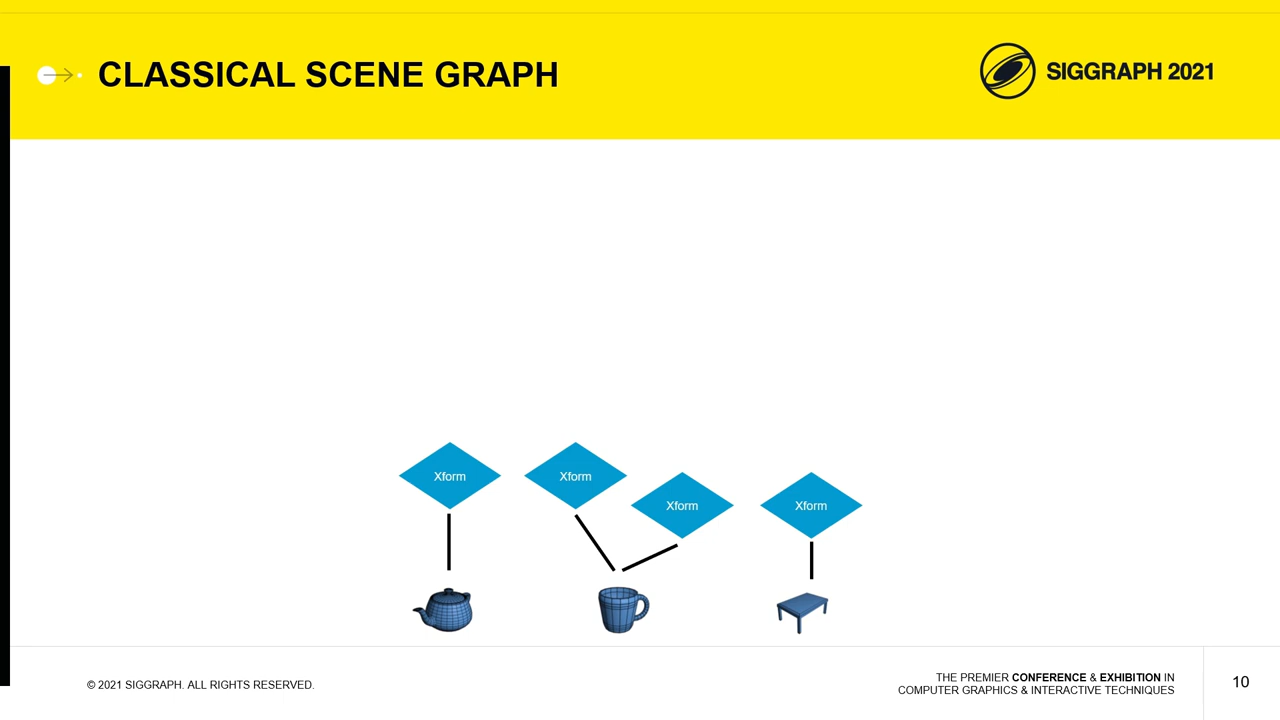 CLASSICAL SCENE GRAPH
SIGGRAPH 2021
Xform
Xform
Xform
Xform
© 2021 SIGGRAPH. ALL RIGHTS RESERVED.
THE PREMIER CONFERENCE & EXHIBITION IN
COMPUTER GRAPHICS & INTERACTIVE TECHNIQUES
10